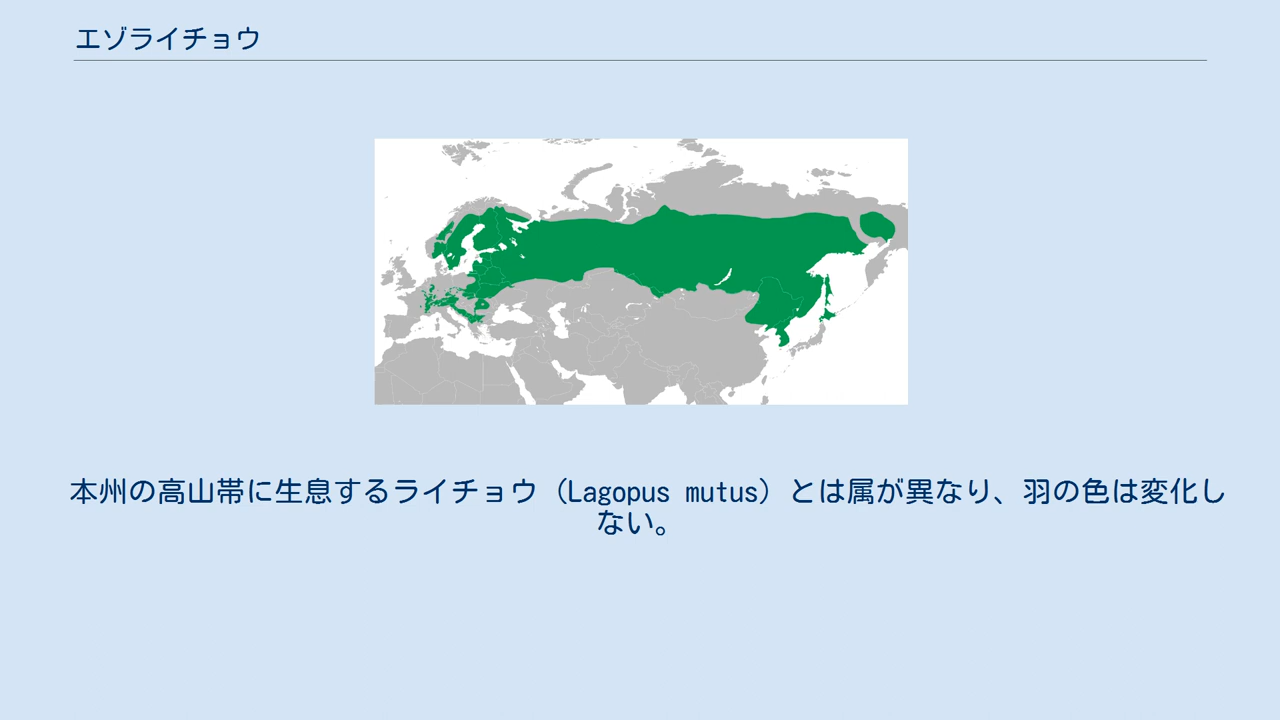 エゾライチョウ
本州の高山帯に生息するライチョウ（Lagopus mutus）とは属が異なり、羽の色は変化し
ない。